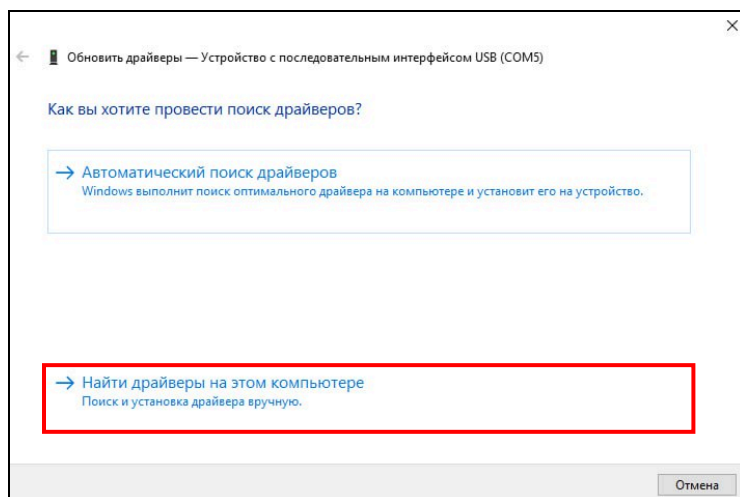 Обновить драйверы — Устройство с последовательным интерфейсом USB (COM5)
Как вы хотите провести поиск драйверов?
Автоматический поиск драйверов
Windows выполнит поиск оптимального драйвера на компьютере и установит его на устройство.
Найти драйверы на этом компьютере
Поиск и установка драйвера вручную.
Отмена